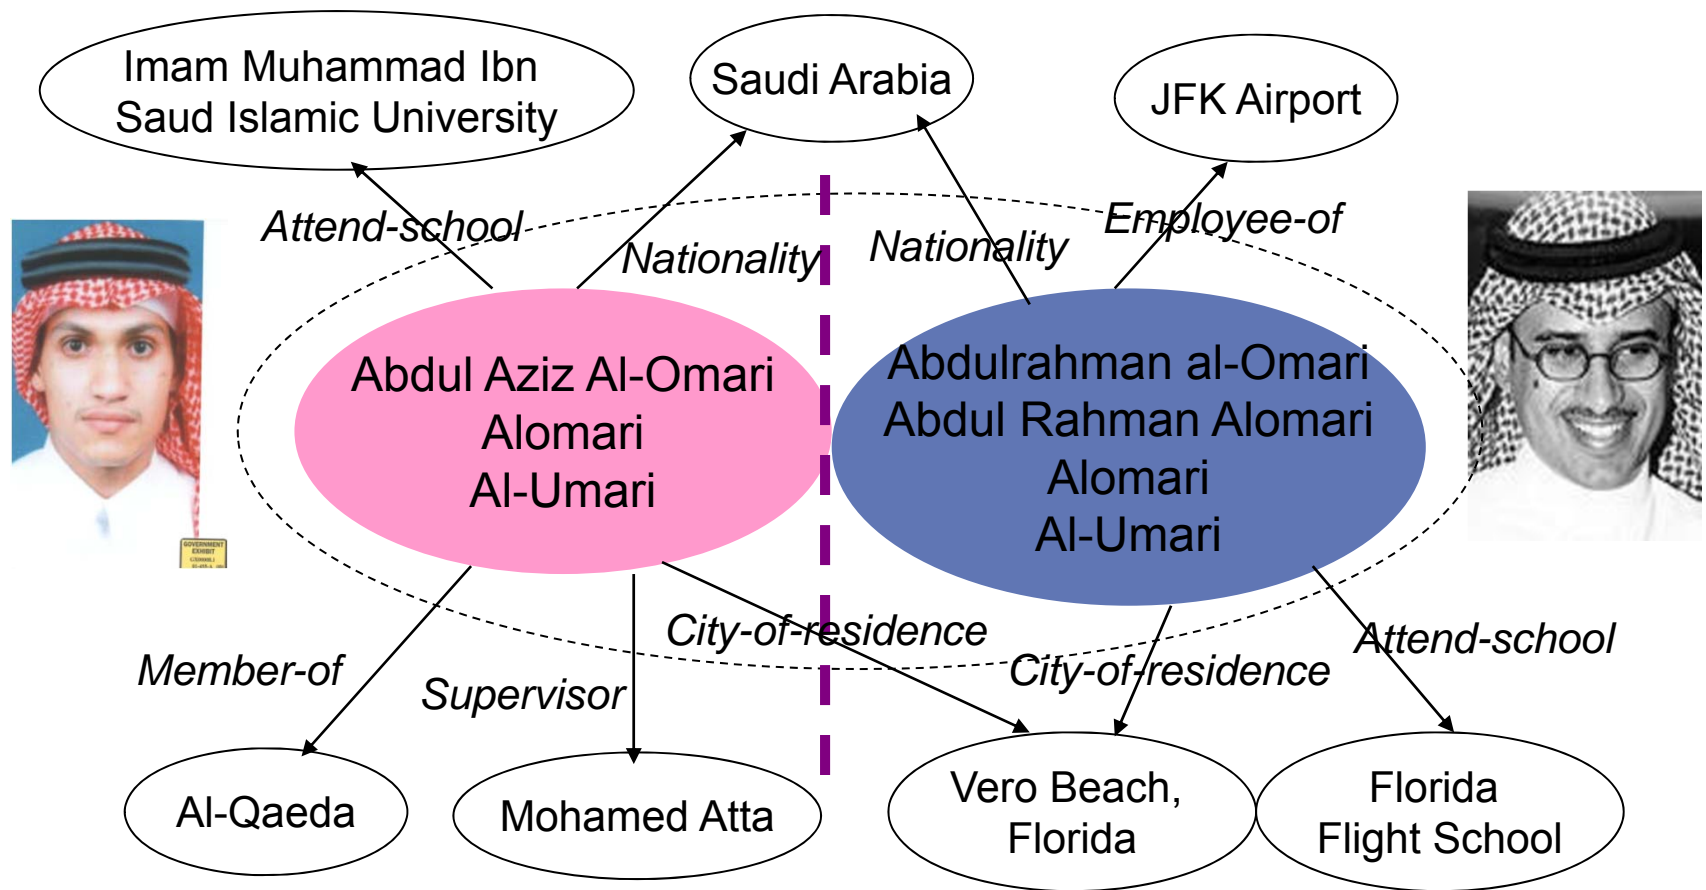 Imam Muhammad Ibn
Saud Islamic University
Saudi Arabia
JFK Airport
Attend-school
Nationality
Nationality
Employee-of
Abdul Aziz Al-Omari
Alomari
Al-Umari
Abdulrahman al-Omari
Abdul Rahman Alomari
Alomari
Al-Umari
GOVERNMENT
EXHIBIT
Member-of
Supervisor
City-of-residence
City-of-residence
Attend-school
Al-Qaeda
Mohamed Atta
Vero Beach,
Florida
Florida
Flight School